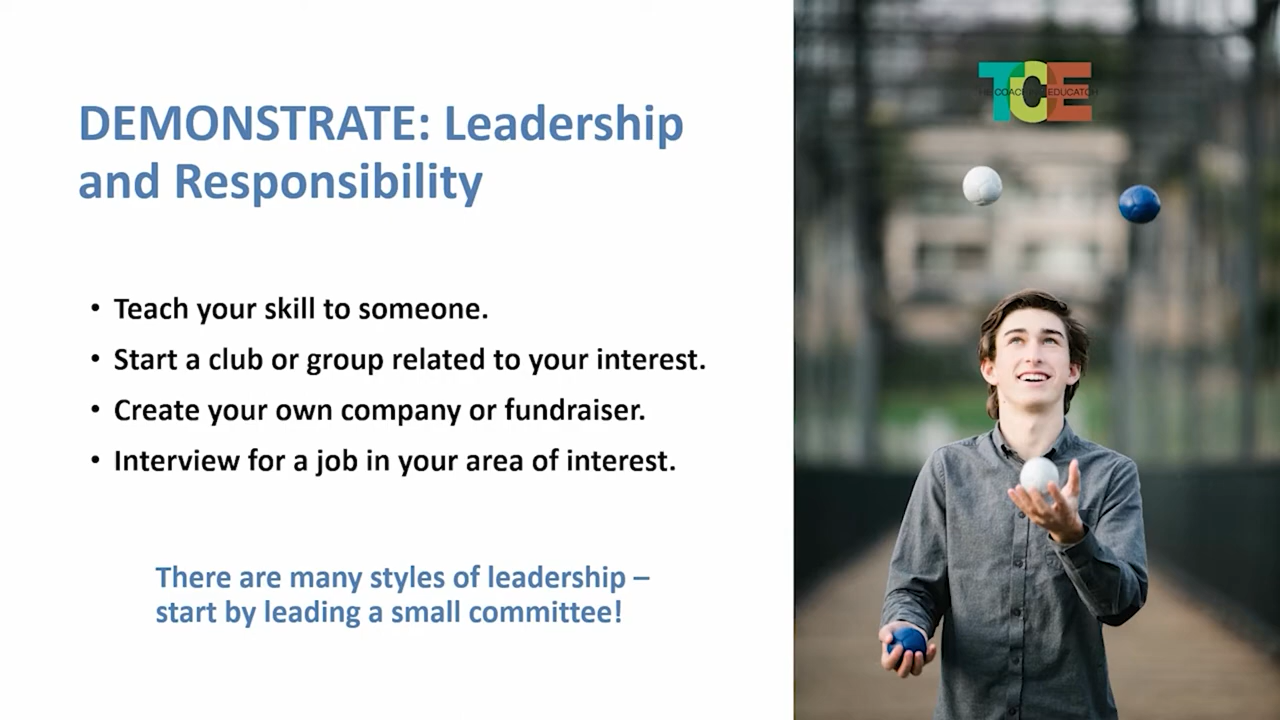 DEMONSTRATE: Leadership
and Responsibility
• Teach your skill to someone.
• Start a club or group related to your interest.
• Create your own company or fundraiser.
• Interview for a job in your area of interest.
There are many styles of leadership –
start by leading a small committee!
TCE
THE COACHING EDUCATOR